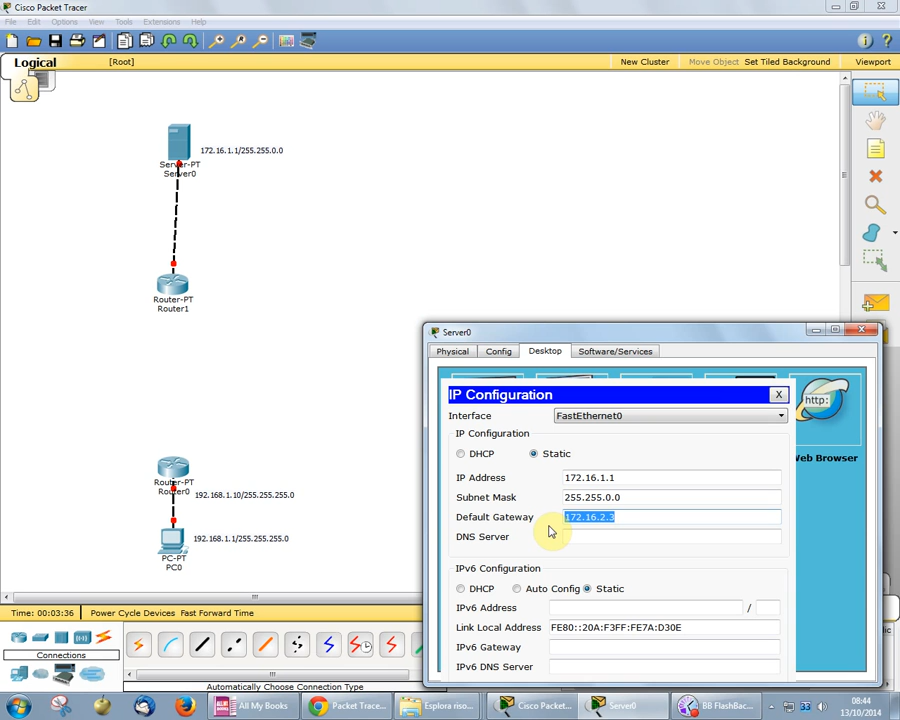 Cisco Packet Tracer
File Edit Options View Tools Extensions Help
Logical [Root] New Cluster Move Object Set Tiled Background Viewport
172.16.1.1/255.255.0.0
Server-PT
Server0
Router-PT
Router1
Router-PT
Router0
192.168.1.10/255.255.255.0
192.168.1.1/255.255.255.0
PC-PT
PC0
Server0
Physical Config Desktop Software/Services
IP Configuration X
http:
Web Browser
Interface FastEthernet0
IP Configuration
DHCP Static
IP Address 172.16.1.1
Subnet Mask 255.255.0.0
Default Gateway 172.16.2.3
DNS Server
IPv6 Configuration
DHCP Auto Config Static
IPv6 Address /
Link Local Address FE80::20A:F3FF:FE7A:D30E
IPv6 Gateway
IPv6 DNS Server
Time: 00:03:36 Power Cycle Devices Fast Forward Time
Connections
Automatically Choose Connection Type
All My Books Packet Trace... Esplora riso... Cisco Packet... Server0 BB FlashBac...
33
08:44
13/10/2014